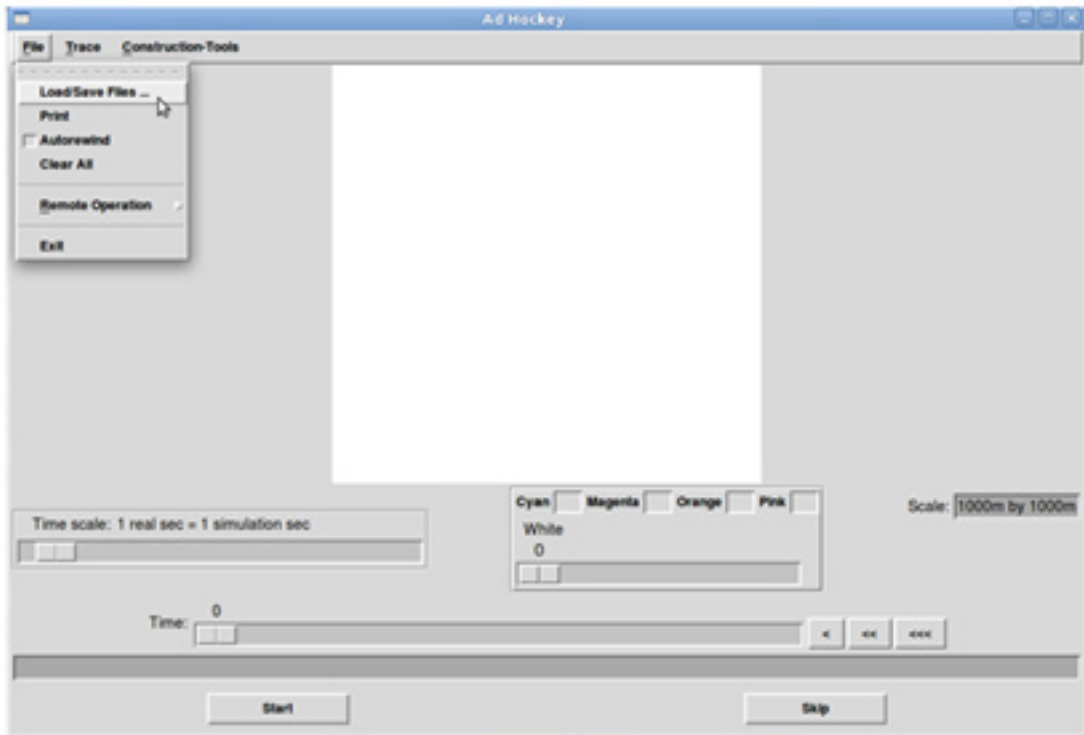 Ad Hockey
File Trace Construction-Tools
Load/Save Files ...
Print
Autorewind
Clear All
Remote Operation
Exit
Cyan Magenta Orange Pink
Scale: 1000m by 1000m
Time scale: 1 real sec = 1 simulation sec
White
0
0
Time:
< << <<<
Start Skip